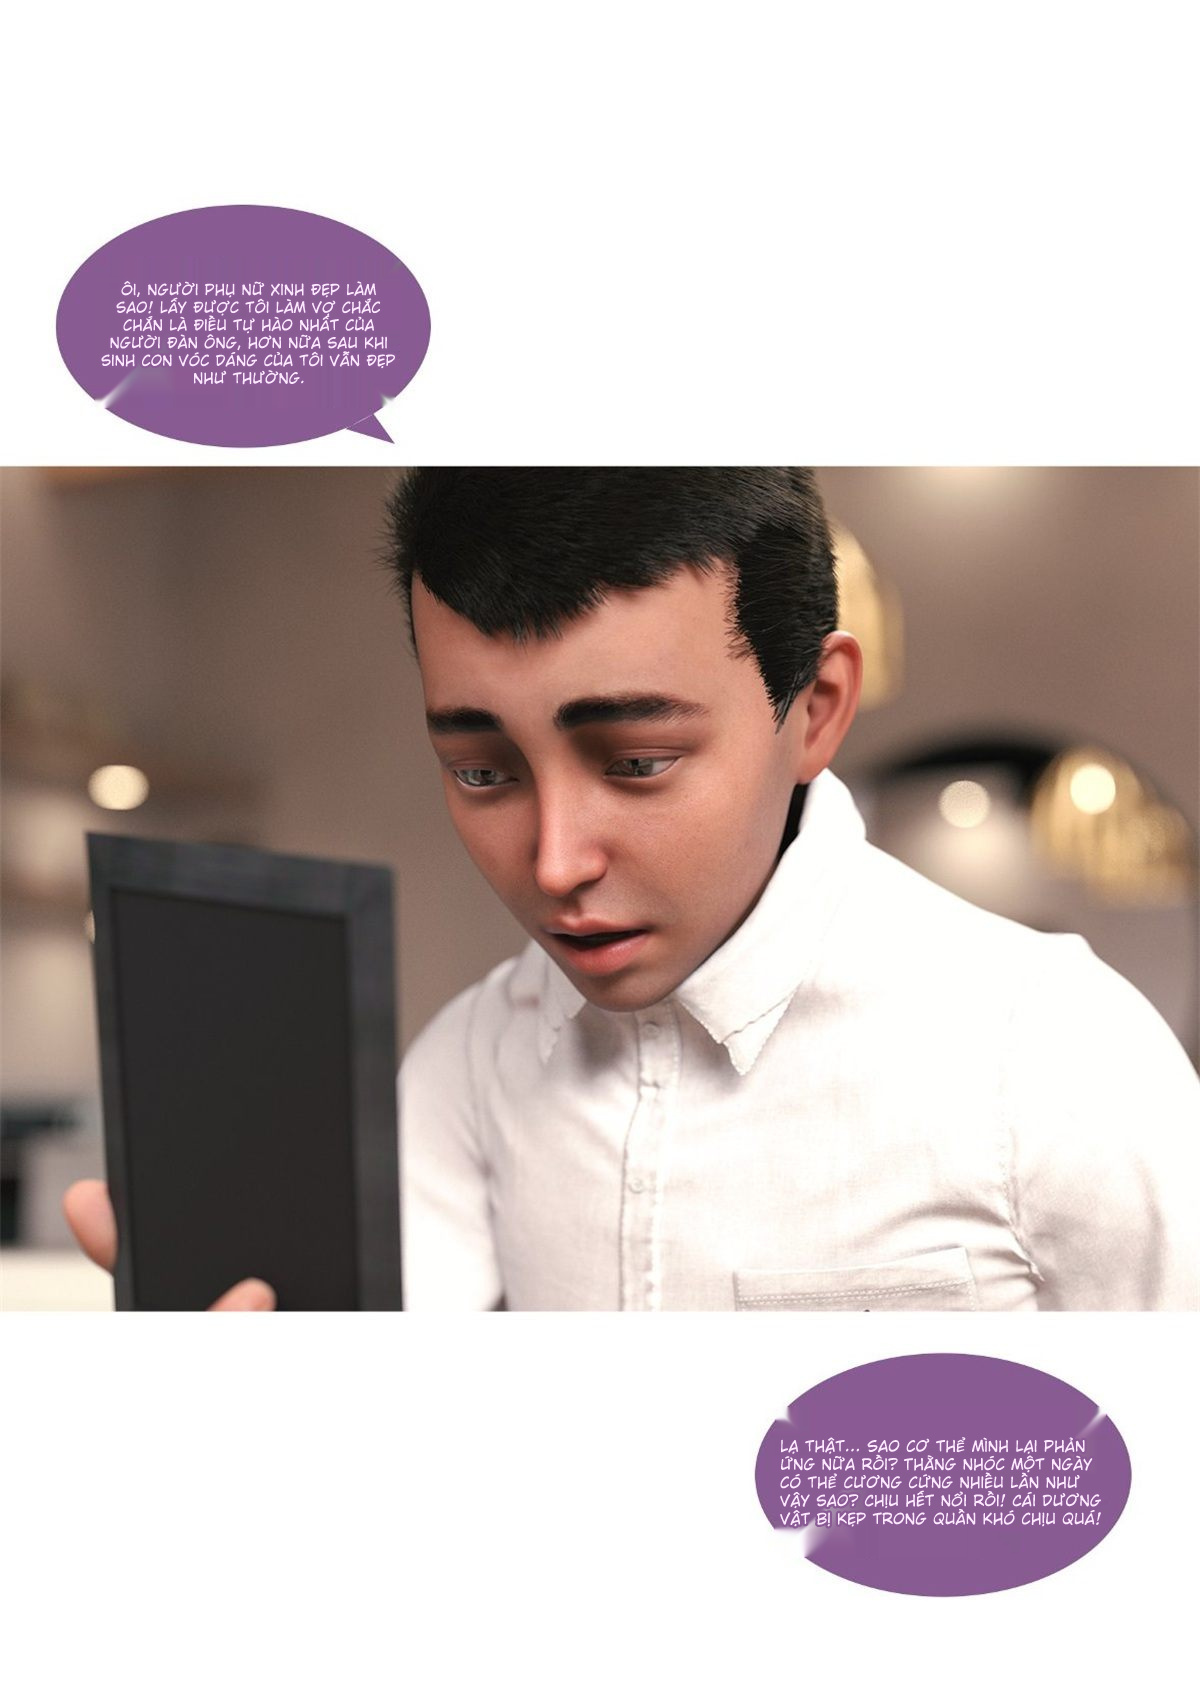 ÔI, NGƯỜI PHỤ NỮ XINH ĐẸP LÀM
SAO! LẤY ĐƯỢC TÔI LÀM VỢ CHẮC
CHẮN LÀ ĐIỀU TỰ HÀO NHẤT CỦA
NGƯỜI ĐÀN ÔNG, HƠN NỮA SAU KHI
SINH CON VÓC DÁNG CỦA TÔI VẪN ĐẸP
NHƯ THƯỜNG.
LẠ THẬT... SAO CƠ THỂ MÌNH LẠI PHẢN
ỨNG NỮA RỒI? THẰNG NHÓC MỘT NGÀY
CÓ THỂ CƯƠNG CỨNG NHIỀU LẦN NHƯ
VẬY SAO? CHỊU HẾT NỔI RỒI! CÁI DƯƠNG
VẬT BỊ KẸP TRONG QUẦN KHÓ CHỊU QUÁ!